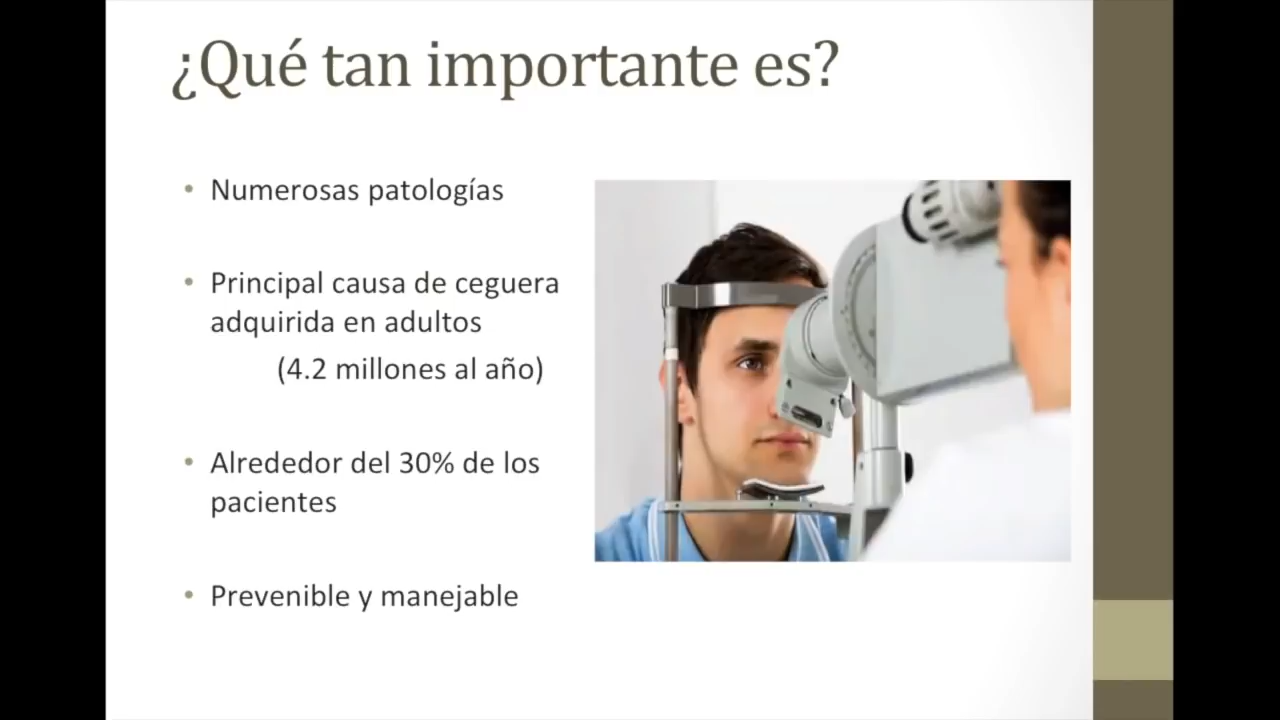 ¿Qué tan importante es?
• Numerosas patologías
• Principal causa de ceguera
adquirida en adultos
(4.2 millones al año)
• Alrededor del 30% de los
pacientes
• Prevenible y manejable